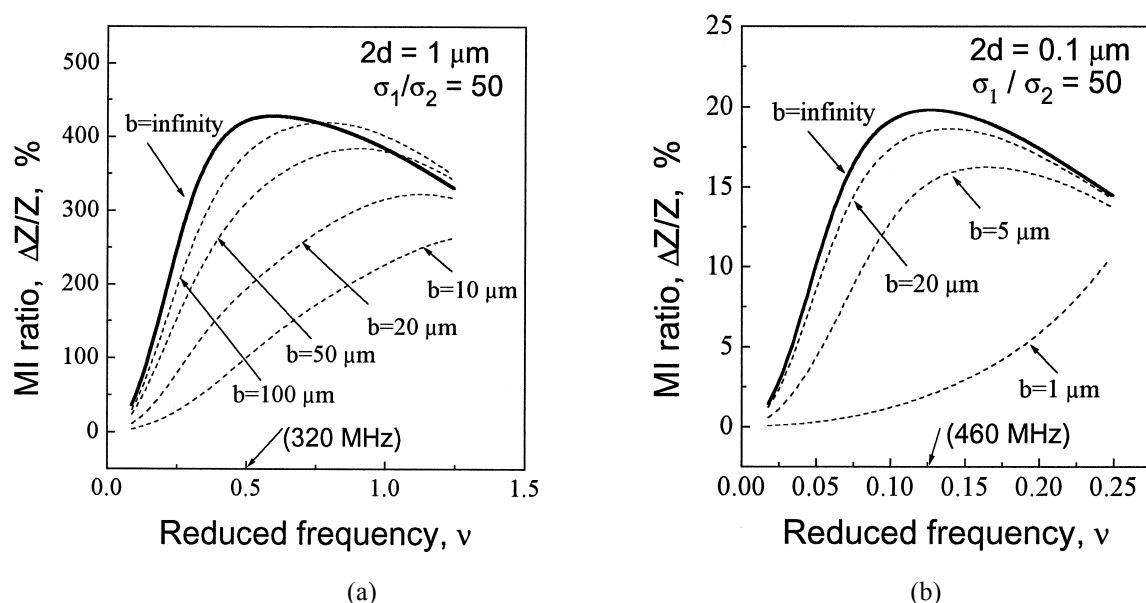 2d = 1 µm
σ1/σ2 = 50
b=infinity
b=10 µm
b=20 µm
b=50 µm
b=100 µm
(320 MHz)
500
400
300
200
100
0
0.0 0.5 1.0 1.5
MI ratio, ΔZ/Z, %
Reduced frequency, ν
(a)
2d = 0.1 µm
σ1 / σ2 = 50
b=infinity
b=5 µm
b=20 µm
b=1 µm
(460 MHz)
25
20
15
10
5
0
0.00 0.05 0.10 0.15 0.20 0.25
MI ratio, ΔZ/Z, %
Reduced frequency, ν
(b)